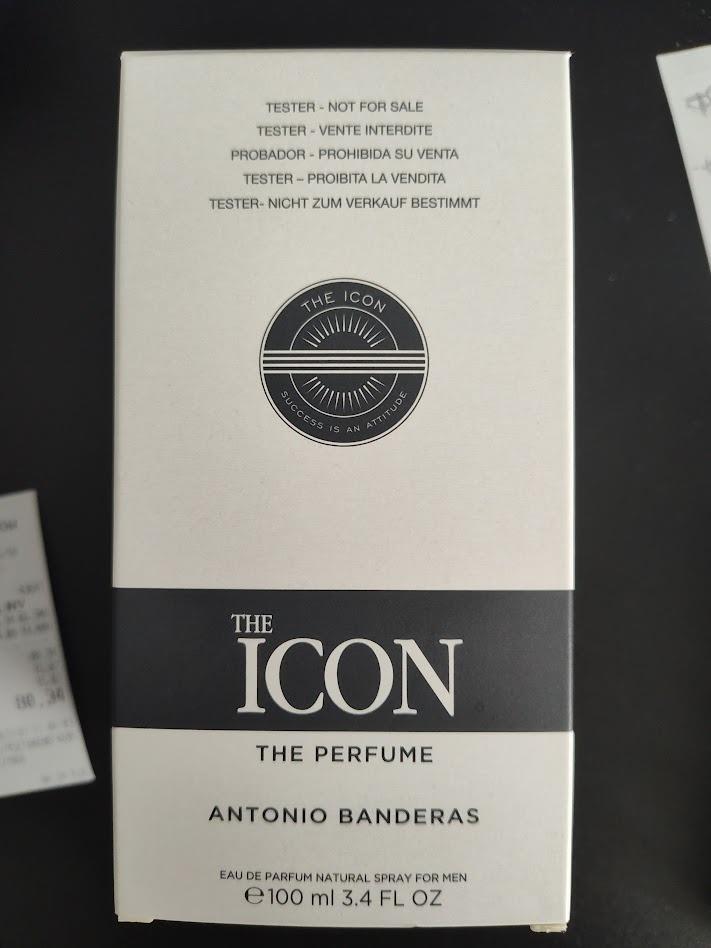 TESTER - NOT FOR SALE
TESTER - VENTE INTERDITE
PROBADOR - PROHIBIDA SU VENTA
TESTER – PROIBITA LA VENDITA
TESTER- NICHT ZUM VERKAUF BESTIMMT
THE ICON
SUCCESS IS AN ATTITUDE
THE
ICON
THE PERFUME
ANTONIO BANDERAS
EAU DE PARFUM NATURAL SPRAY FOR MEN
℮100 ml 3.4 FL OZ
80.34